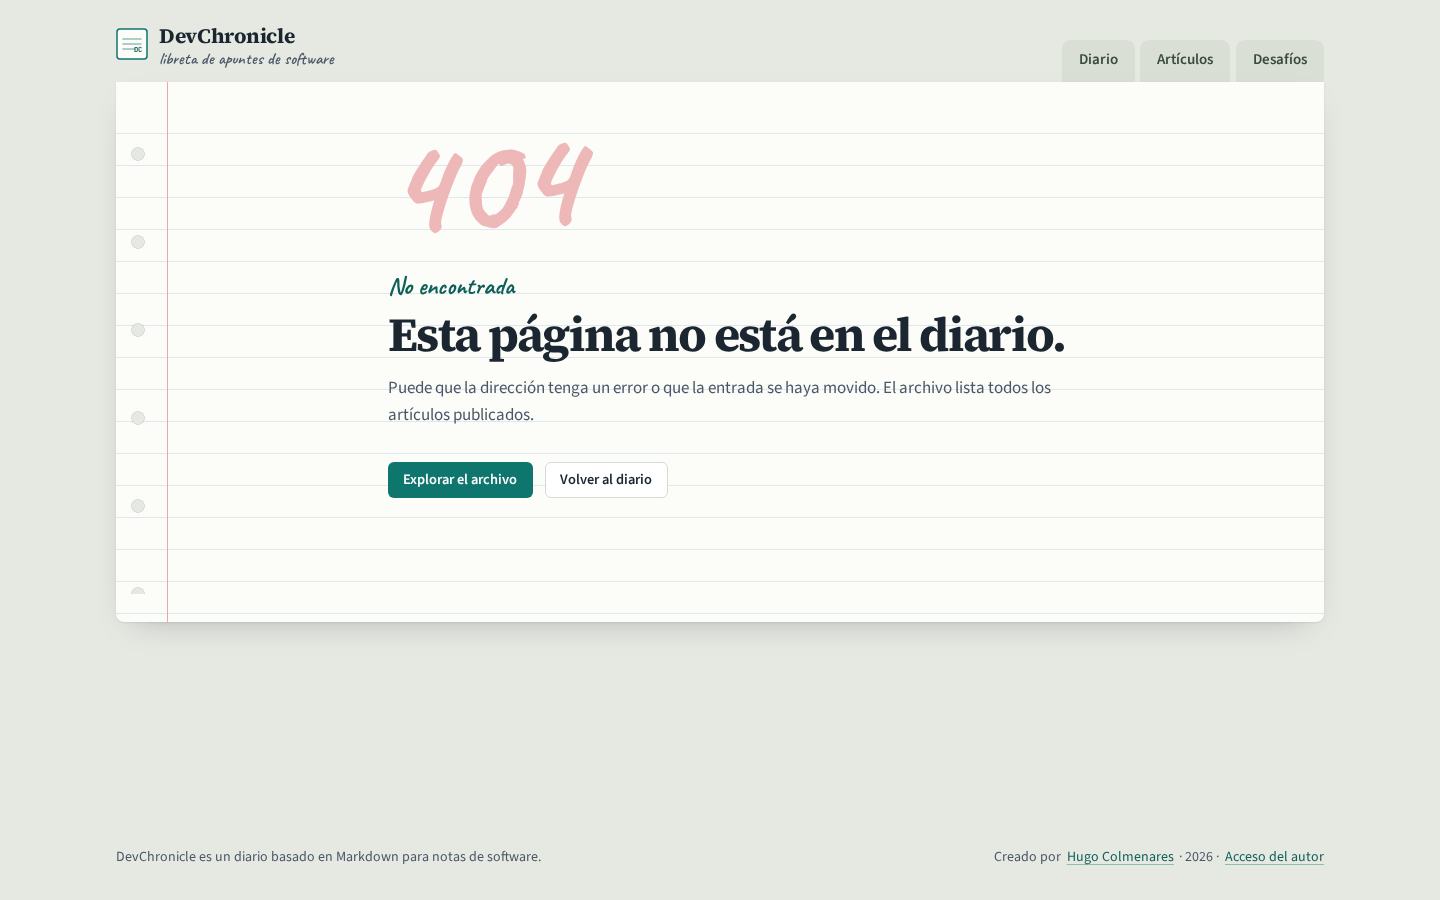 DC
DevChronicle
libreta de apuntes de software
Diario
Artículos
Desafíos
404
No encontrada
Esta página no está en el diario.
Puede que la dirección tenga un error o que la entrada se haya movido. El archivo lista todos los
artículos publicados.
Explorar el archivo
Volver al diario
DevChronicle es un diario basado en Markdown para notas de software.
Creado por Hugo Colmenares · 2026 · Acceso del autor